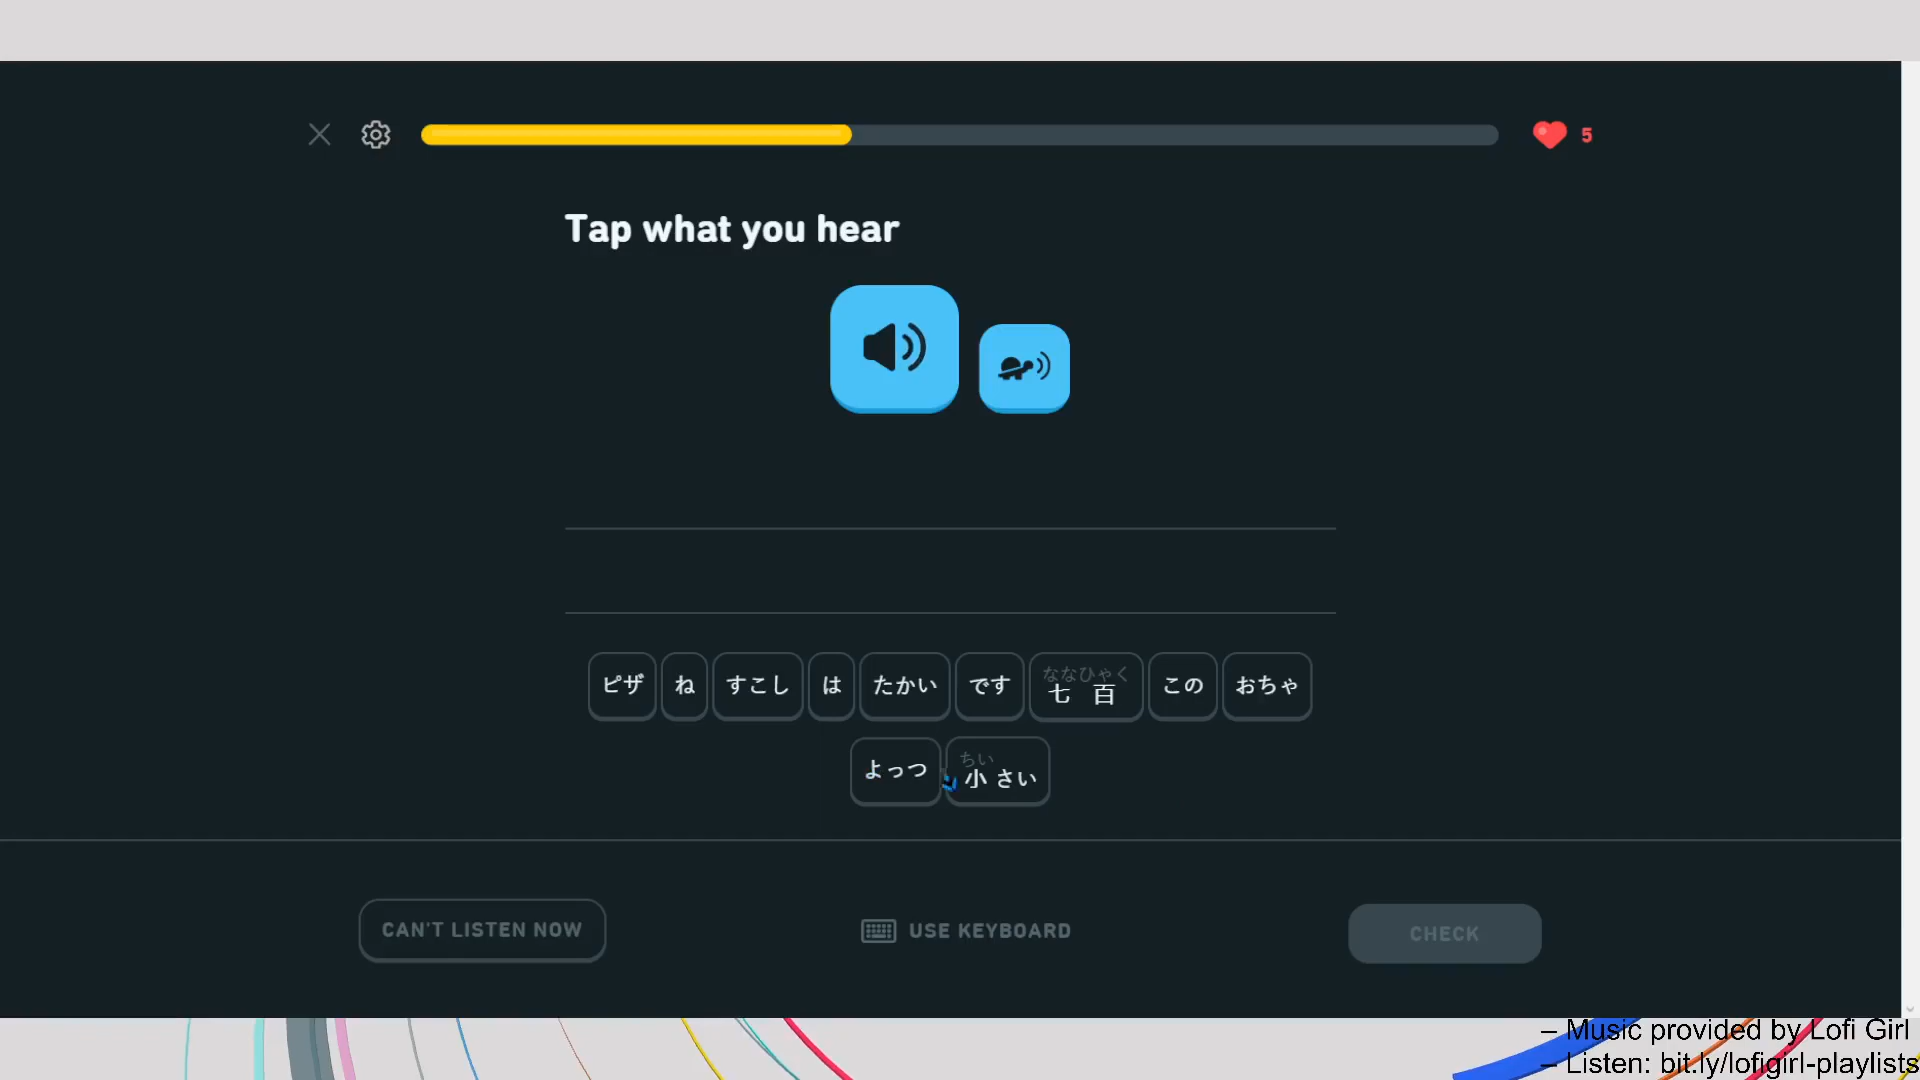 5
Tap what you hear
ピザ ね すこし は たかい です ななひゃく 七百 この おちゃ
よっつ ちい 小さい
CAN'T LISTEN NOW USE KEYBOARD CHECK
– Music provided by Lofi Girl
– Listen: bit.ly/lofigirl-playlists